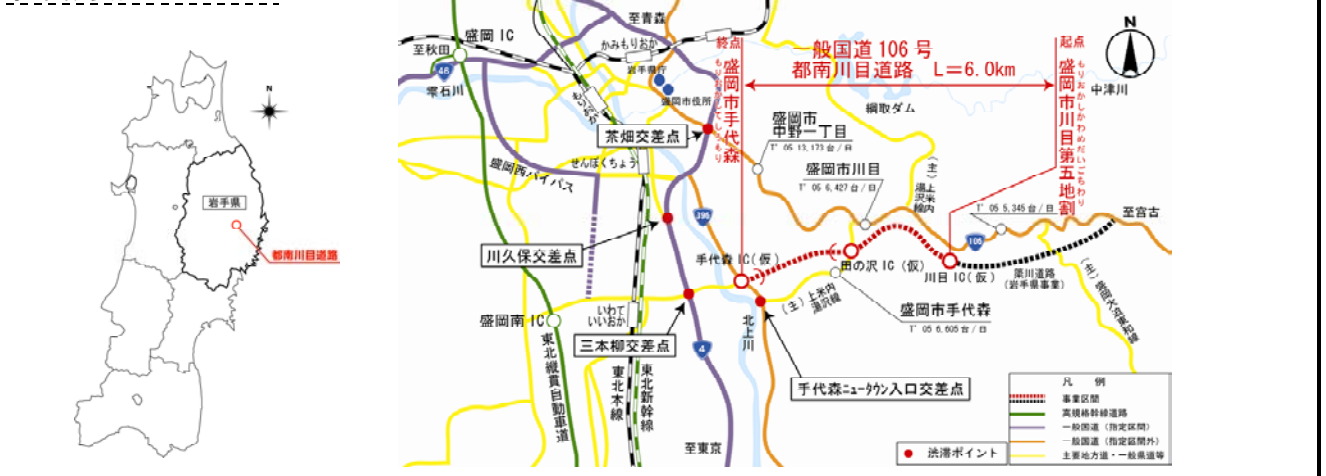 N
岩手県
都南川目道路
至青森
盛岡 IC
至秋田
46
雫石川
かみもりおか
岩手県庁
盛岡市役所
もりおか
茶畑交差点
せんぼくちょう
盛岡西バイパス
川久保交差点
盛岡南 IC
いわて
いいおか
三本柳交差点
東北縦貫自動車道
東北本線
東北新幹線
4
至東京
396
北上川
終点
盛岡市手代森
もりおかしてしろもり
一般国道 106 号
都南川目道路 L=6.0km
起点
盛岡市川目第五地割
もりおかしかわめだいごちわり
N
中津川
綱取ダム
盛岡市
中野一丁目
T' 05 13,173 台/日
盛岡市川目
T' 05 6,427 台/日
(主)上米内
湯沢線
T' 05 5,345 台/日
至宮古
106
手代森 IC(仮)
田の沢 IC (仮)
川目 IC(仮)
簗川道路
(岩手県事業)
(主)盛岡大迫東和線
(主)上米内
湯沢線
盛岡市手代森
T' 05 6,605 台/日
手代森ニュータウン入口交差点
渋滞ポイント
凡 例
事業区間
高規格幹線道路
一般国道(指定区間)
一般国道(指定区間外)
主要地方道・一般県道等